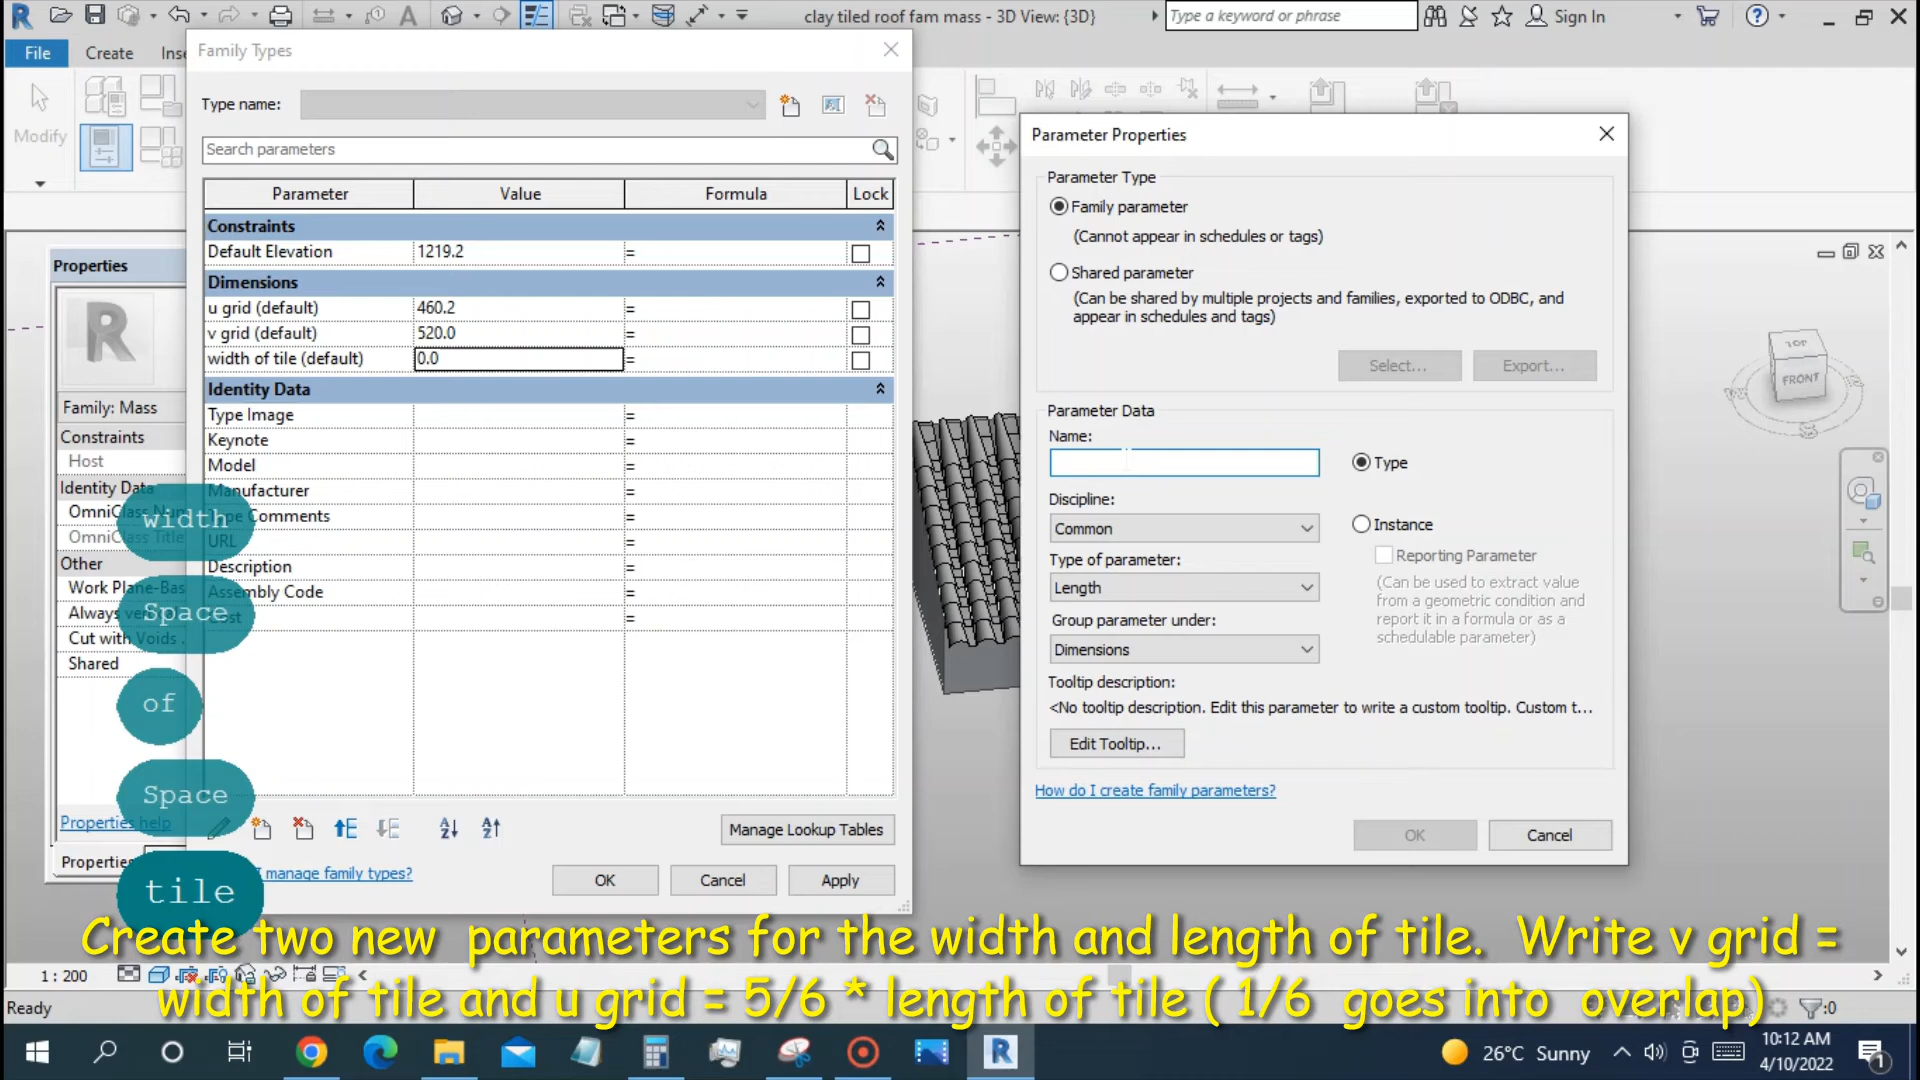 clay tiled roof fam mass - 3D View: {3D}
Type a keyword or phrase
Sign In
File
Create
Modify
Family Types
Type name:
Search parameters
Parameter Value Formula Lock
Constraints
Default Elevation 1219.2 =
Dimensions
u grid (default) 460.2 =
v grid (default) 520.0 =
width of tile (default) 0.0 =
Identity Data
Type Image =
Keynote =
Model =
Manufacturer =
Comments =
URL =
Description =
Assembly Code =
=
Manage Lookup Tables
manage family types?
OK Cancel Apply
Properties
Family: Mass
Constraints
Host
Identity Data
OmniClass
OmniClass Title
Other
Work Plane-Bas
Always
Cut with Voids
Shared
Properties help
Properties
Parameter Properties
Parameter Type
Family parameter
(Cannot appear in schedules or tags)
Shared parameter
(Can be shared by multiple projects and families, exported to ODBC, and
appear in schedules and tags)
Select... Export...
Parameter Data
Name:
Type
Discipline:
Common
Instance
Reporting Parameter
(Can be used to extract value
from a geometric condition and
report it in a formula or as a
schedulable parameter)
Type of parameter:
Length
Group parameter under:
Dimensions
Tooltip description:
<No tooltip description. Edit this parameter to write a custom tooltip. Custom t...
Edit Tooltip...
How do I create family parameters?
OK Cancel
TOP
FRONT
width
Space
of
Space
tile
Create two new parameters for the width and length of tile. Write v grid =
width of tile and u grid = 5/6 * length of tile ( 1/6 goes into overlap)
1 : 200
Ready
:0
26°C Sunny
10:12 AM
4/10/2022
1